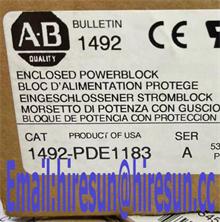 A-B
QUALITY
BULLETIN
1492
ENCLOSED POWERBLOCK
BLOC D'ALIMENTATION PROTEGE
EINGESCHLOSSENER STROMBLOCK
MORSETTO DI POTENZA CON GUSCIO
BLOQUE DE POTENCIA CON PROTECCION
CAT PRODUCT OF USA SER
1492-PDE1183 A
Email:hiresun@hiresun.cc